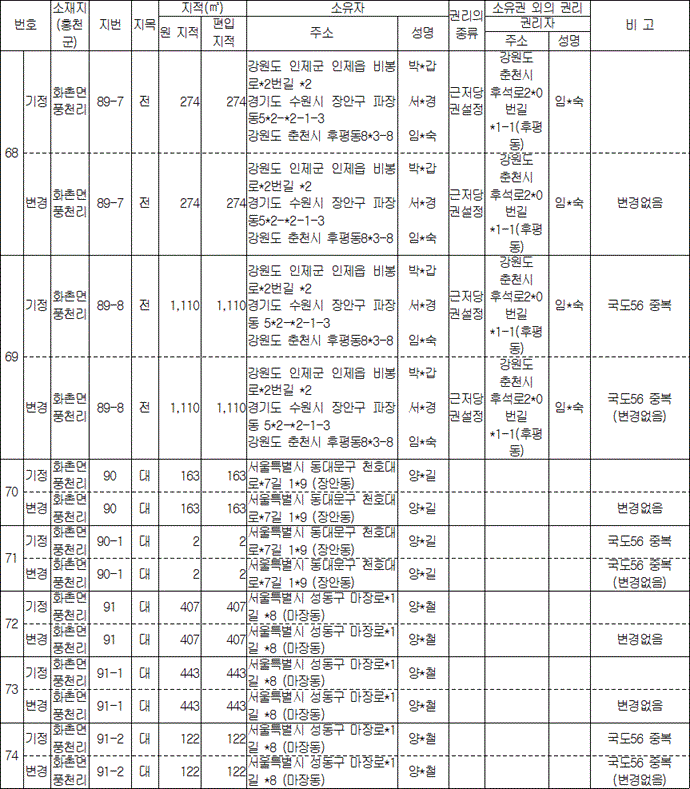 번호 소재지(홍천군) 지번 지목 지적(㎡) 소유자 권리의 종류 소유권 외의 권리 비 고
원 지적 편입 지적 주소 성명 권리자
주소 성명
68 기정 화촌면 풍천리 89-7 전 274 274 강원도 인제군 인제읍 비봉로*2번길 *2 박*갑 근저당권설정 강원도 춘천시 후석로2*0번길 *1-1(후평동) 임*숙
경기도 수원시 장안구 파장동5*2-*2-1-3 서*경
강원도 춘천시 후평동8*3-8 임*숙
변경 화촌면 풍천리 89-7 전 274 274 강원도 인제군 인제읍 비봉로*2번길 *2 박*갑 근저당권설정 강원도 춘천시 후석로2*0번길 *1-1(후평동) 임*숙 변경없음
경기도 수원시 장안구 파장동5*2-*2-1-3 서*경
강원도 춘천시 후평동8*3-8 임*숙
69 기정 화촌면 풍천리 89-8 전 1,110 1,110 강원도 인제군 인제읍 비봉로*2번길 *2 박*갑 근저당권설정 강원도 춘천시 후석로2*0번길 *1-1(후평동) 임*숙 국도56 중복
경기도 수원시 장안구 파장동 5*2-*2-1-3 서*경
강원도 춘천시 후평동8*3-8 임*숙
변경 화촌면 풍천리 89-8 전 1,110 1,110 강원도 인제군 인제읍 비봉로*2번길 *2 박*갑 근저당권설정 강원도 춘천시 후석로2*0번길 *1-1(후평동) 임*숙 국도56 중복 (변경없음)
경기도 수원시 장안구 파장동 5*2-*2-1-3 서*경
강원도 춘천시 후평동8*3-8 임*숙
70 기정 화촌면 풍천리 90 대 163 163 서울특별시 동대문구 천호대로*7길 1*9 (장안동) 양*길
변경 화촌면 풍천리 90 대 163 163 서울특별시 동대문구 천호대로*7길 1*9 (장안동) 양*길 변경없음
71 기정 화촌면 풍천리 90-1 대 2 2 서울특별시 동대문구 천호대로*7길 1*9 (장안동) 양*길 국도56 중복
변경 화촌면 풍천리 90-1 대 2 2 서울특별시 동대문구 천호대로*7길 1*9 (장안동) 양*길 국도56 중복 (변경없음)
72 기정 화촌면 풍천리 91 대 407 407 서울특별시 성동구 마장로*1길 *8 (마장동) 양*철
변경 화촌면 풍천리 91 대 407 407 서울특별시 성동구 마장로*1길 *8 (마장동) 양*철 변경없음
73 기정 화촌면 풍천리 91-1 대 443 443 서울특별시 성동구 마장로*1길 *8 (마장동) 양*철
변경 화촌면 풍천리 91-1 대 443 443 서울특별시 성동구 마장로*1길 *8 (마장동) 양*철 변경없음
74 기정 화촌면 풍천리 91-2 대 122 122 서울특별시 성동구 마장로*1길 *8 (마장동) 양*철 국도56 중복
변경 화촌면 풍천리 91-2 대 122 122 서울특별시 성동구 마장로*1길 *8 (마장동) 양*철 국도56 중복 (변경없음)